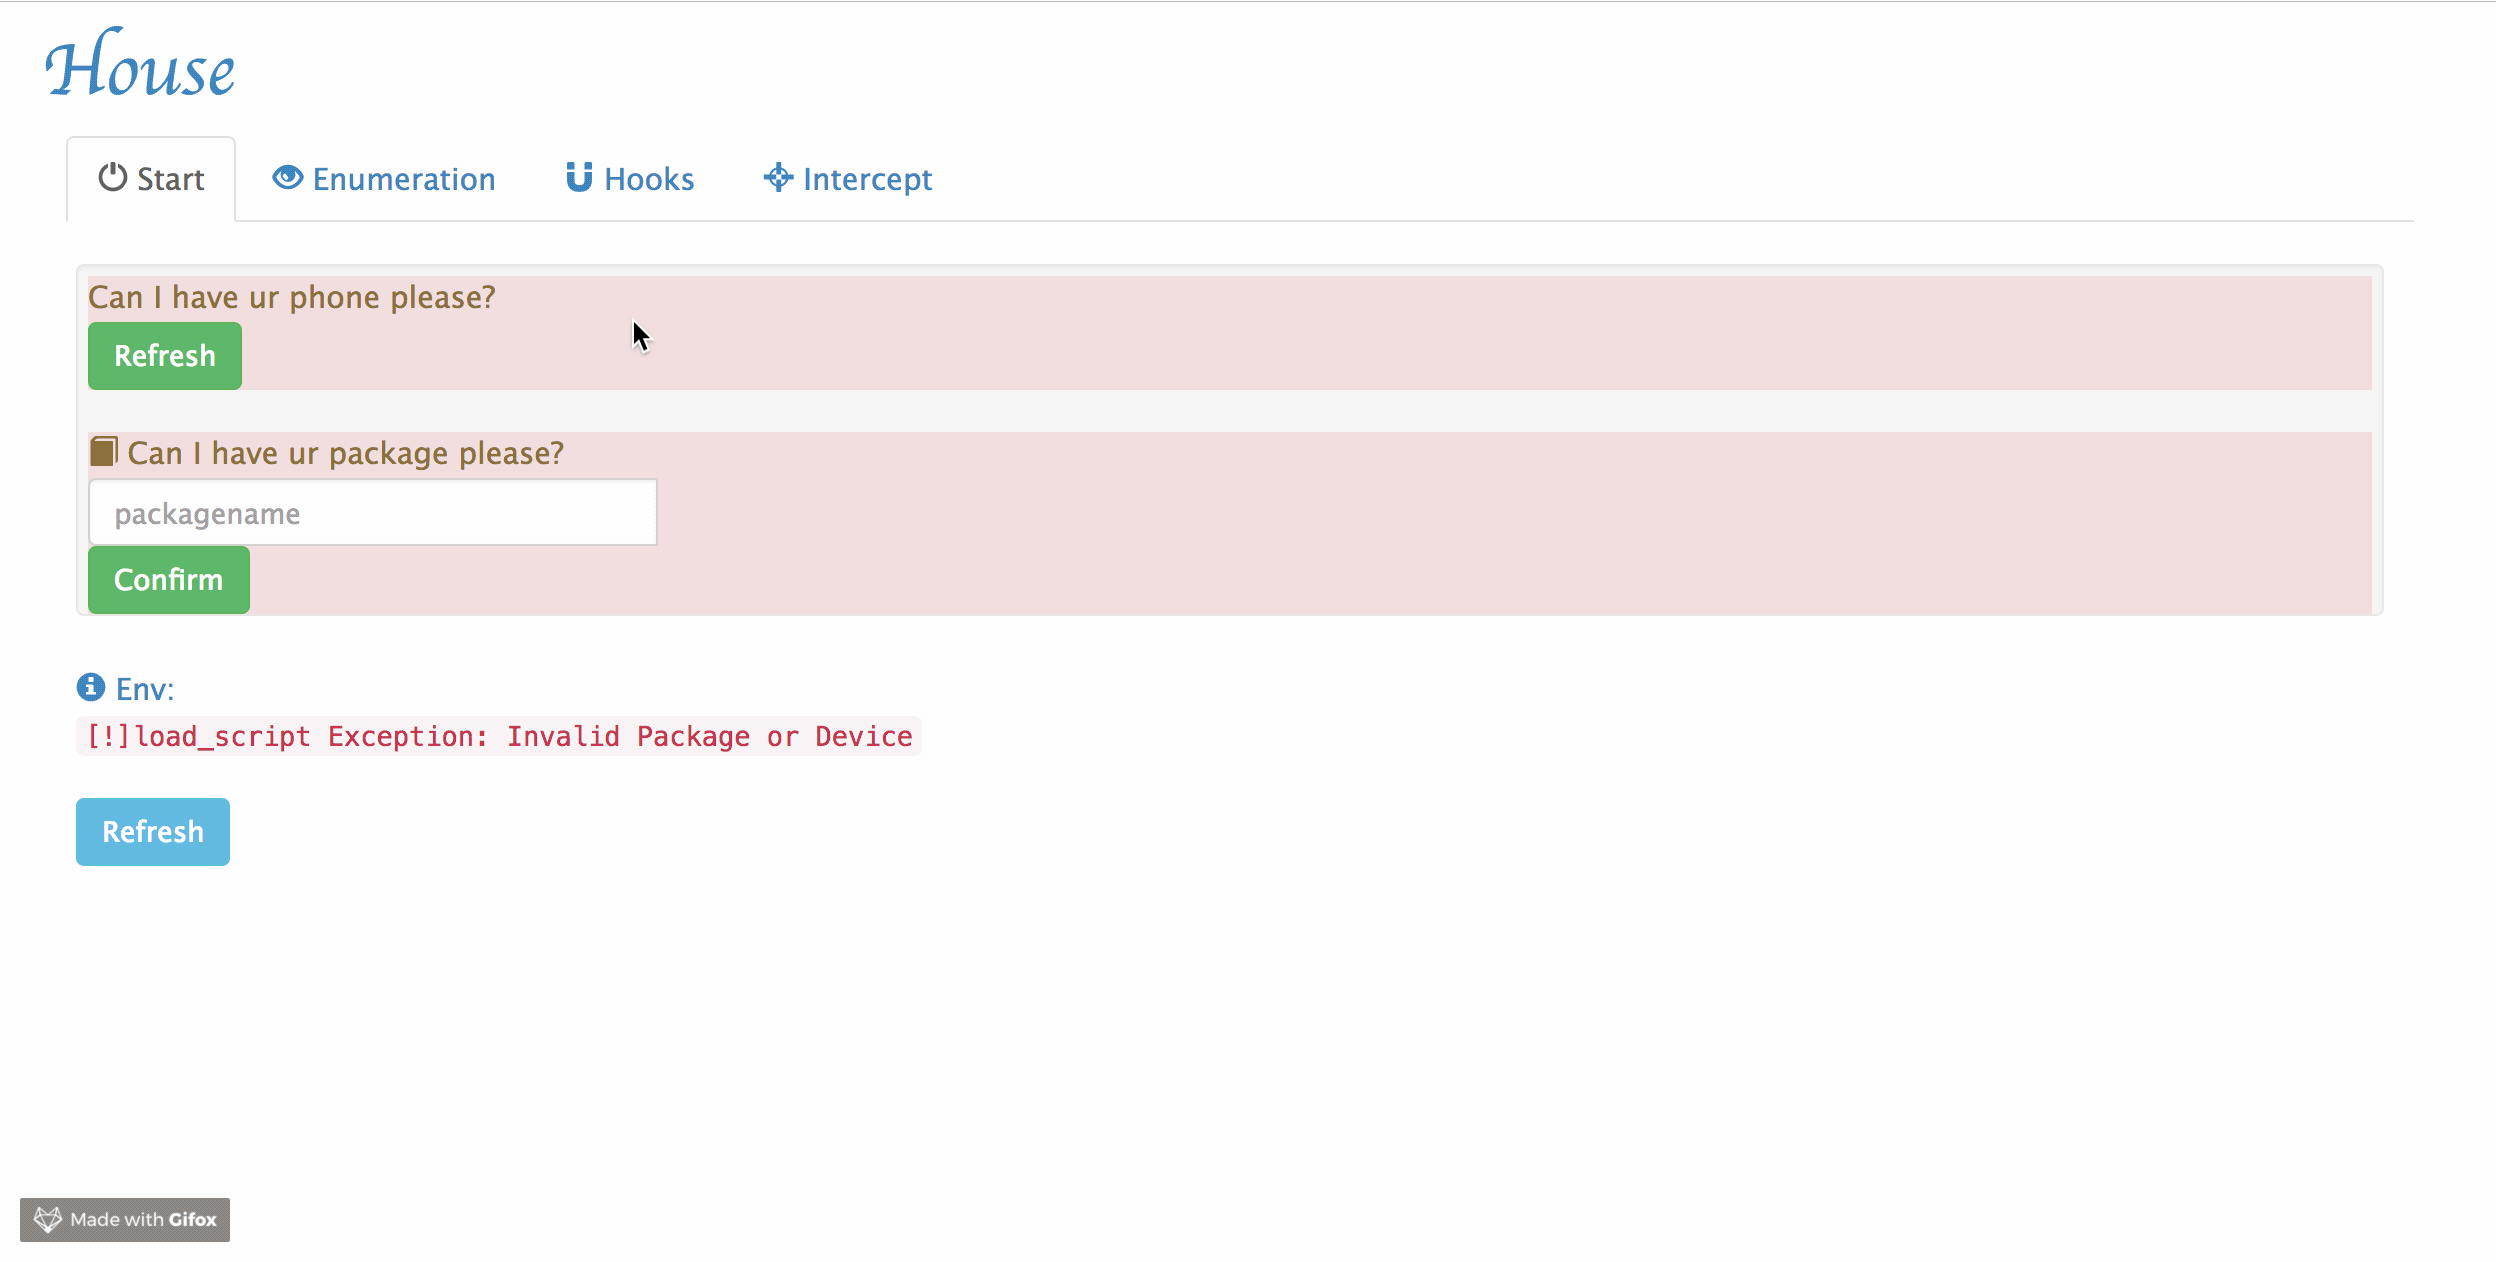 House
Start Enumeration Hooks Intercept
Can I have ur phone please?
Refresh
Can I have ur package please?
packagename
Confirm
Env:
[!]load_script Exception: Invalid Package or Device
Refresh
Made with Gifox